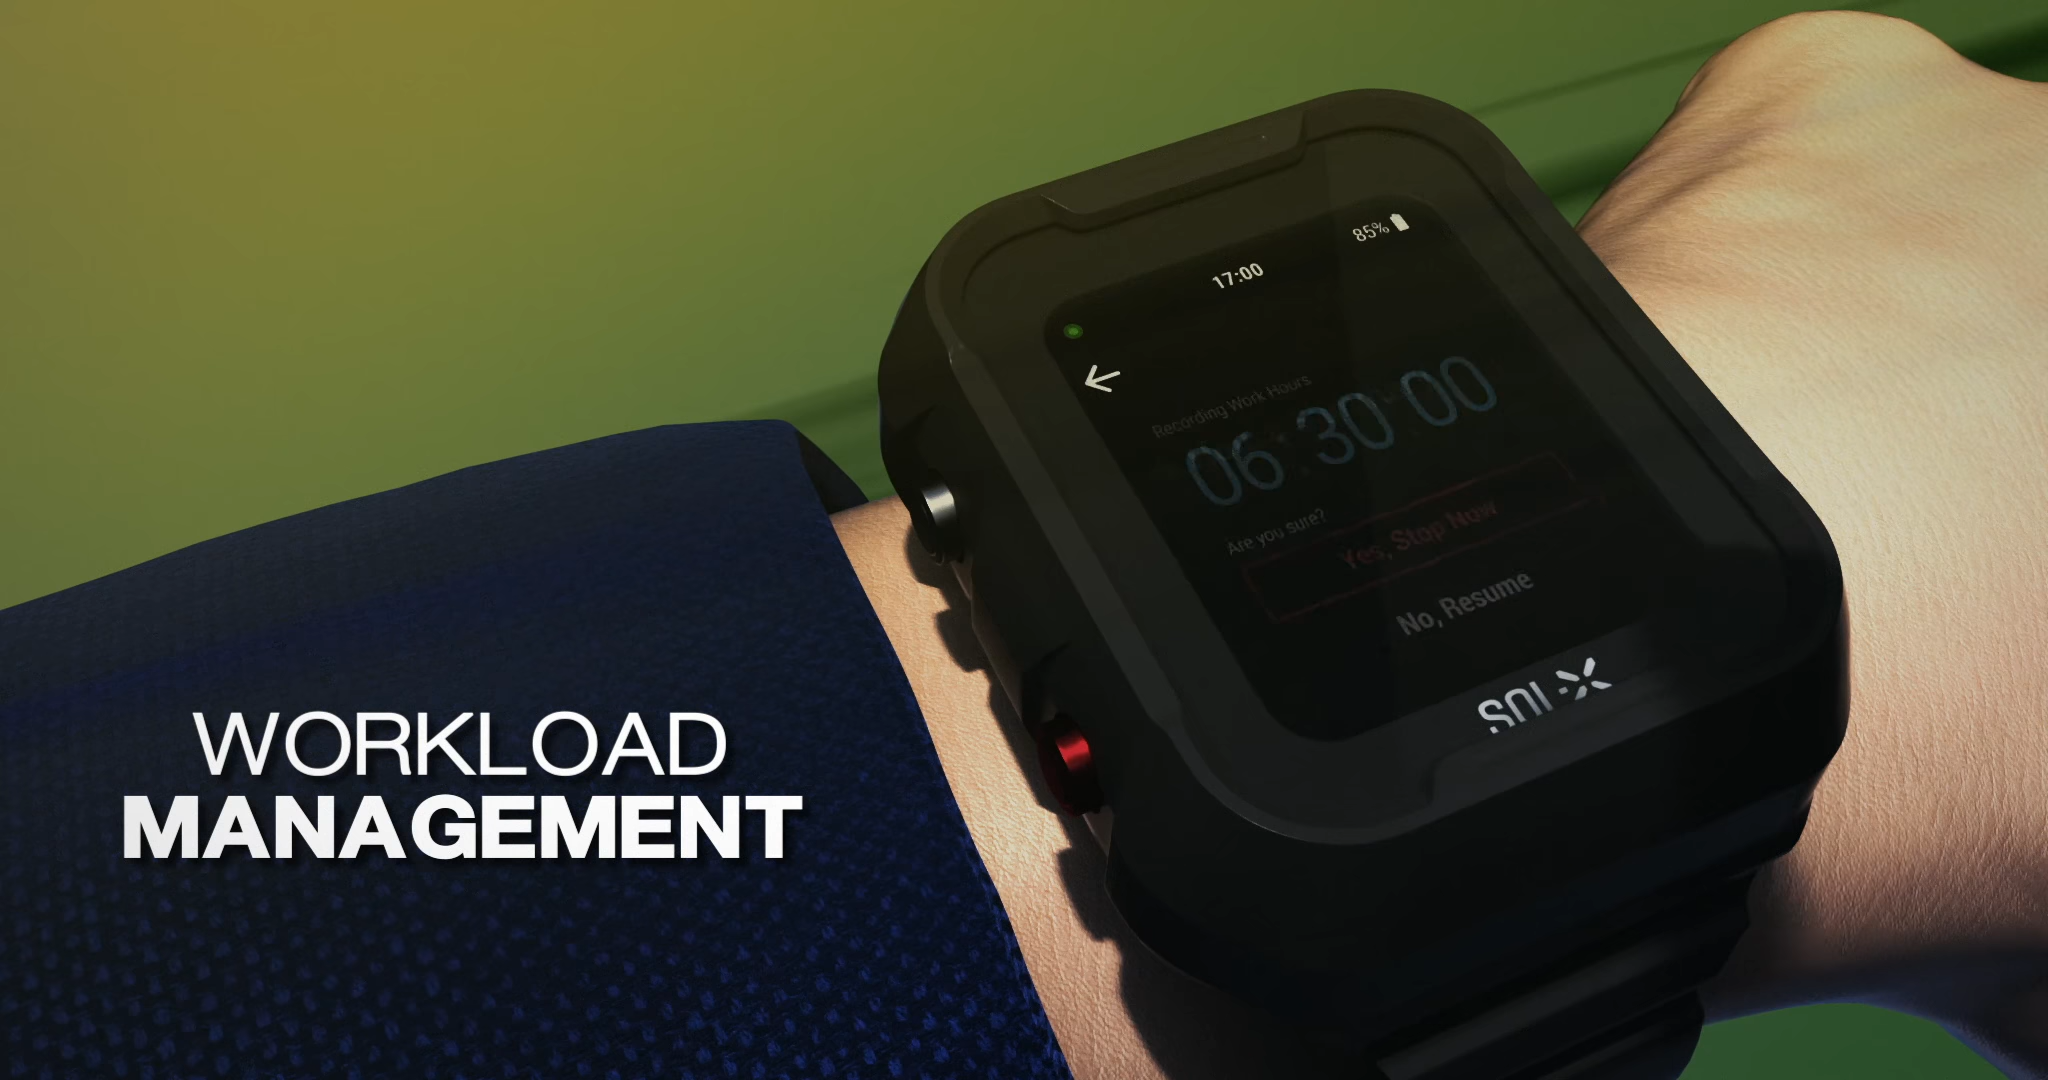 85%
17:00
Recording Work Hours
06:30:00
Are you sure?
Yes, Stop Now
No, Resume
WORKLOAD
MANAGEMENT